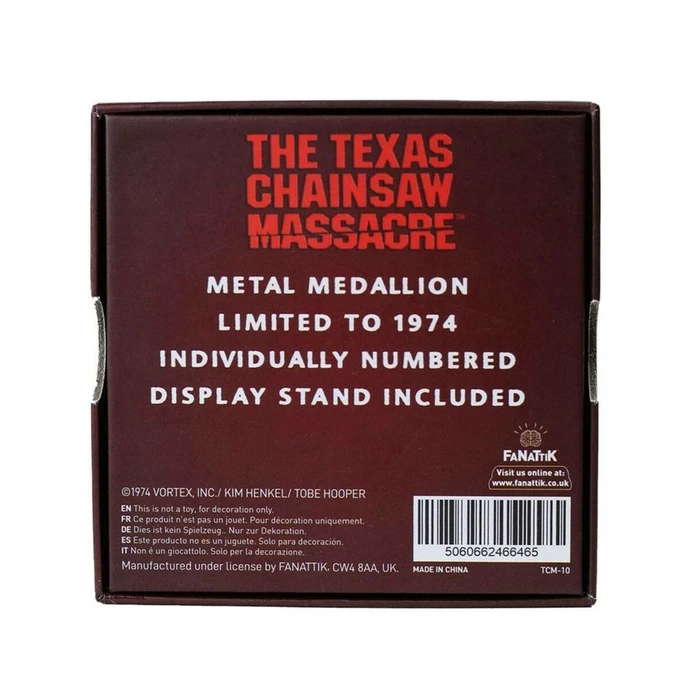 THE TEXAS
CHAINSAW
MASSACRE™
METAL MEDALLION
LIMITED TO 1974
INDIVIDUALLY NUMBERED
DISPLAY STAND INCLUDED
FANATTIK
Visit us online at:
www.fanattik.co.uk
©1974 VORTEX, INC./ KIM HENKEL/ TOBE HOOPER
EN This is not a toy, for decoration only.
FR Ce produit n'est pas un jouet. Pour décoration uniquement.
DE Dies ist kein Spielzeug.. Nur zur Dekoration.
ES Este producto no es un juguete. Solo para decoración.
IT Non é un giocattolo. Solo per la decorazione.
Manufactured under license by FANATTIK. CW4 8AA, UK.
5060662466465
MADE IN CHINA
TCM-10